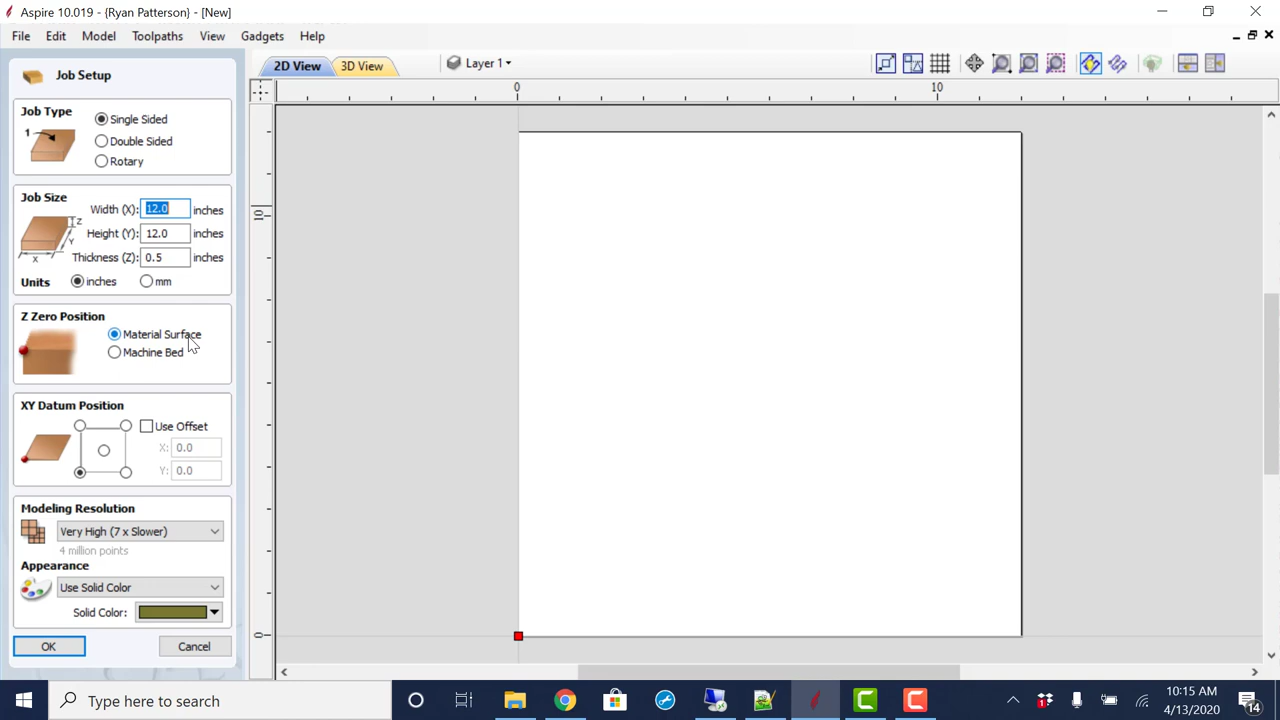 Aspire 10.019 - {Ryan Patterson} - [New]
File Edit Model Toolpaths View Gadgets Help
Job Setup
2D View 3D View Layer 1
Job Type
1
Single Sided
Double Sided
Rotary
Job Size
Width (X): 12.0 inches
Height (Y): 12.0 inches
Thickness (Z): 0.5 inches
Z
Y
X
Units inches mm
Z Zero Position
Material Surface
Machine Bed
XY Datum Position
Use Offset
X: 0.0
Y: 0.0
Modeling Resolution
Very High (7 x Slower)
4 million points
Appearance
Use Solid Color
Solid Color:
OK Cancel
0 10
10
0
Type here to search
10:15 AM
4/13/2020
14